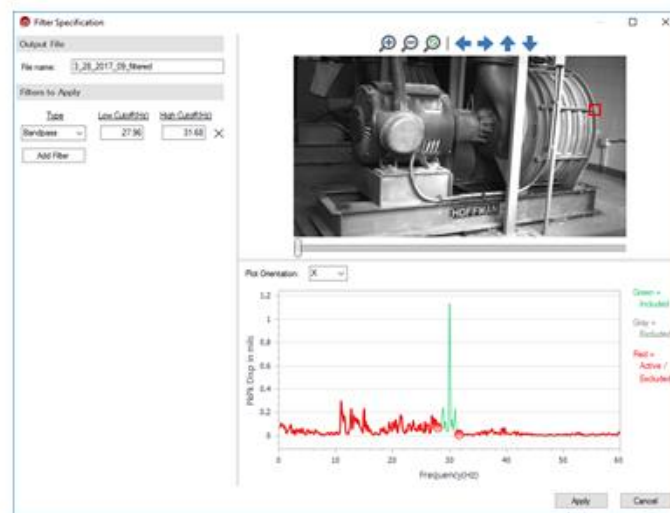 Filter Specification
Output File
File name: 3_28_2017_09_filtered
Filters to Apply
Type Low Cutoff(Hz) High Cutoff(Hz)
Bandpass 27.96 31.68
Add Filter
HOFFMAN
Plot Orientation: X
Pk-Pk Disp in mils
1.2
1
0.8
0.6
0.4
0.2
0
0 10 20 30 40 50 60
Frequency(Hz)
Green =
Included
Gray =
Excluded
Red =
Active /
Excluded
Apply Cancel